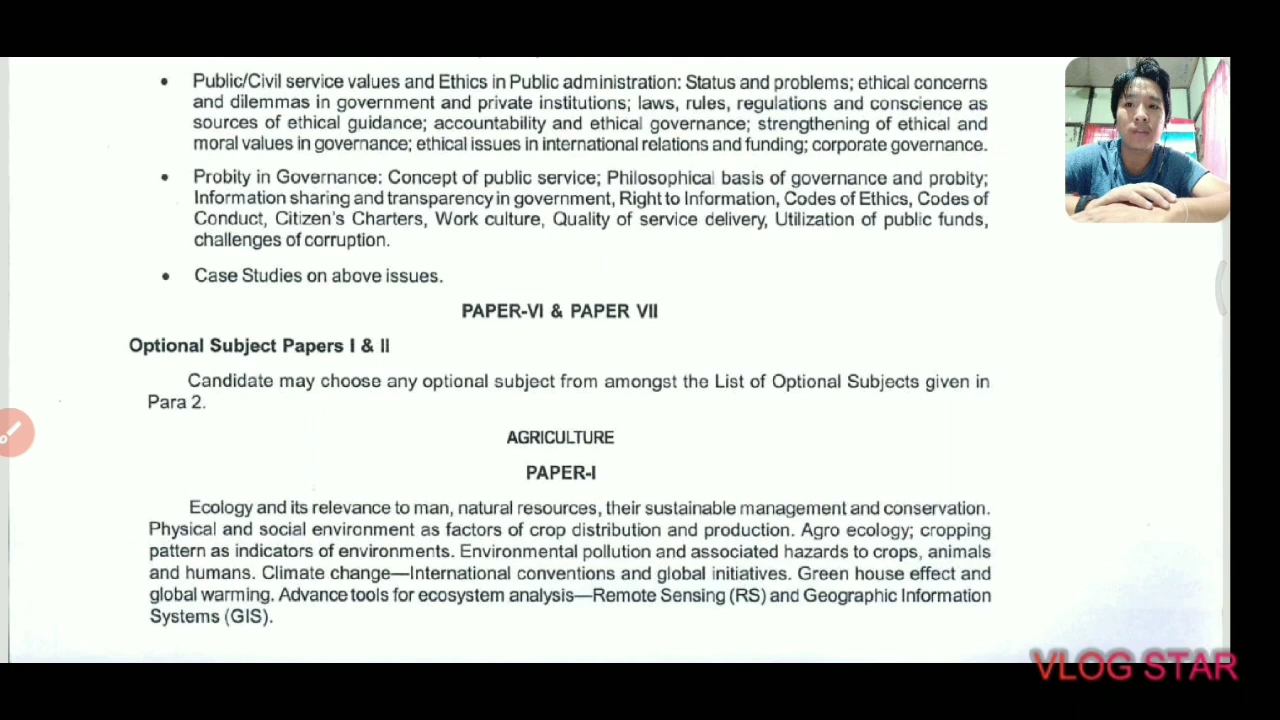 • Public/Civil service values and Ethics in Public administration: Status and problems; ethical concerns
and dilemmas in government and private institutions; laws, rules, regulations and conscience as
sources of ethical guidance; accountability and ethical governance; strengthening of ethical and
moral values in governance; ethical issues in international relations and funding; corporate governance.
• Probity in Governance: Concept of public service; Philosophical basis of governance and probity;
Information sharing and transparency in government, Right to Information, Codes of Ethics, Codes of
Conduct, Citizen's Charters, Work culture, Quality of service delivery, Utilization of public funds,
challenges of corruption.
• Case Studies on above issues.
PAPER-VI & PAPER VII
Optional Subject Papers I & II
Candidate may choose any optional subject from amongst the List of Optional Subjects given in
Para 2.
AGRICULTURE
PAPER-I
Ecology and its relevance to man, natural resources, their sustainable management and conservation.
Physical and social environment as factors of crop distribution and production. Agro ecology; cropping
pattern as indicators of environments. Environmental pollution and associated hazards to crops, animals
and humans. Climate change—International conventions and global initiatives. Green house effect and
global warming. Advance tools for ecosystem analysis—Remote Sensing (RS) and Geographic Information
Systems (GIS).
VLOG STAR